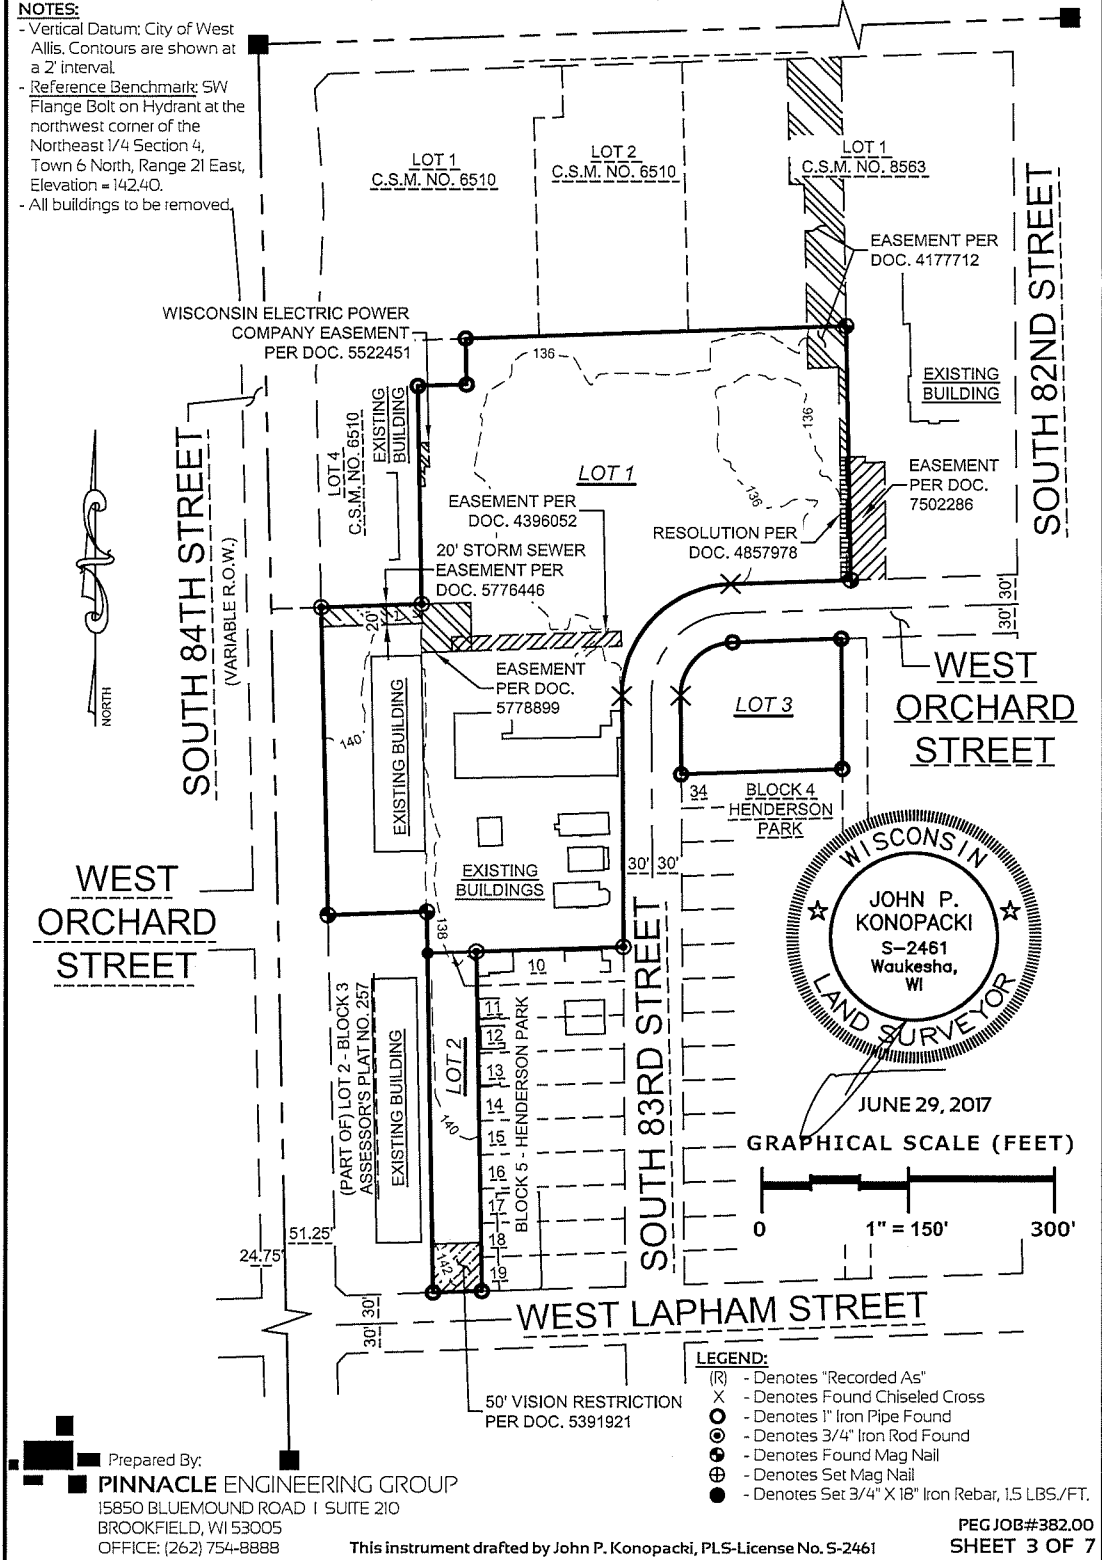 NOTES:
- Vertical Datum: City of West
Allis. Contours are shown at
a 2' interval.
- Reference Benchmark: SW
Flange Bolt on Hydrant at the
northwest corner of the
Northeast 1/4 Section 4,
Town 6 North, Range 21 East,
Elevation = 142.40.
- All buildings to be removed.
LOT 1
C.S.M. NO. 6510
LOT 2
C.S.M. NO. 6510
LOT 1
C.S.M. NO. 8563
SOUTH 82ND STREET
EASEMENT PER
DOC. 4177712
WISCONSIN ELECTRIC POWER
COMPANY EASEMENT
PER DOC. 5522451
136
EXISTING
BUILDING
EXISTING
BUILDING
LOT 4
C.S.M. NO. 6510
136
136
LOT 1
EASEMENT
PER DOC.
7502286
EASEMENT PER
DOC. 4396052
RESOLUTION PER
DOC. 4857978
20' STORM SEWER
EASEMENT PER
DOC. 5776446
SOUTH 84TH STREET
(VARIABLE R.O.W.)
NORTH
20'
30' 30'
30'
EASEMENT
PER DOC.
5778899
WEST
ORCHARD
STREET
LOT 3
140
EXISTING BUILDING
34
BLOCK 4
HENDERSON
PARK
EXISTING
BUILDINGS
30' 30'
WEST
ORCHARD
STREET
138
10
WISCONSIN
JOHN P.
KONOPACKI
S-2461
Waukesha,
WI
LAND SURVEYOR
(PART OF) LOT 2 - BLOCK 3
ASSESSOR'S PLAT NO. 257
EXISTING BUILDING
LOT 2
140
BLOCK 5 - HENDERSON PARK
11
12
13
14
15
16
17
18
19
SOUTH 83RD STREET
JUNE 29, 2017
GRAPHICAL SCALE (FEET)
0 1" = 150' 300'
51.25'
24.75'
142
30'
30'
WEST LAPHAM STREET
50' VISION RESTRICTION
PER DOC. 5391921
LEGEND:
(R) - Denotes "Recorded As"
X - Denotes Found Chiseled Cross
- Denotes 1" Iron Pipe Found
- Denotes 3/4" Iron Rod Found
- Denotes Found Mag Nail
- Denotes Set Mag Nail
- Denotes Set 3/4" X 18" Iron Rebar, 1.5 LBS./FT.
Prepared By:
PINNACLE ENGINEERING GROUP
15850 BLUEMOUND ROAD | SUITE 210
BROOKFIELD, WI 53005
OFFICE: (262) 754-8888
This instrument drafted by John P. Konopacki, PLS-License No. S-2461
PEG JOB#382.00
SHEET 3 OF 7